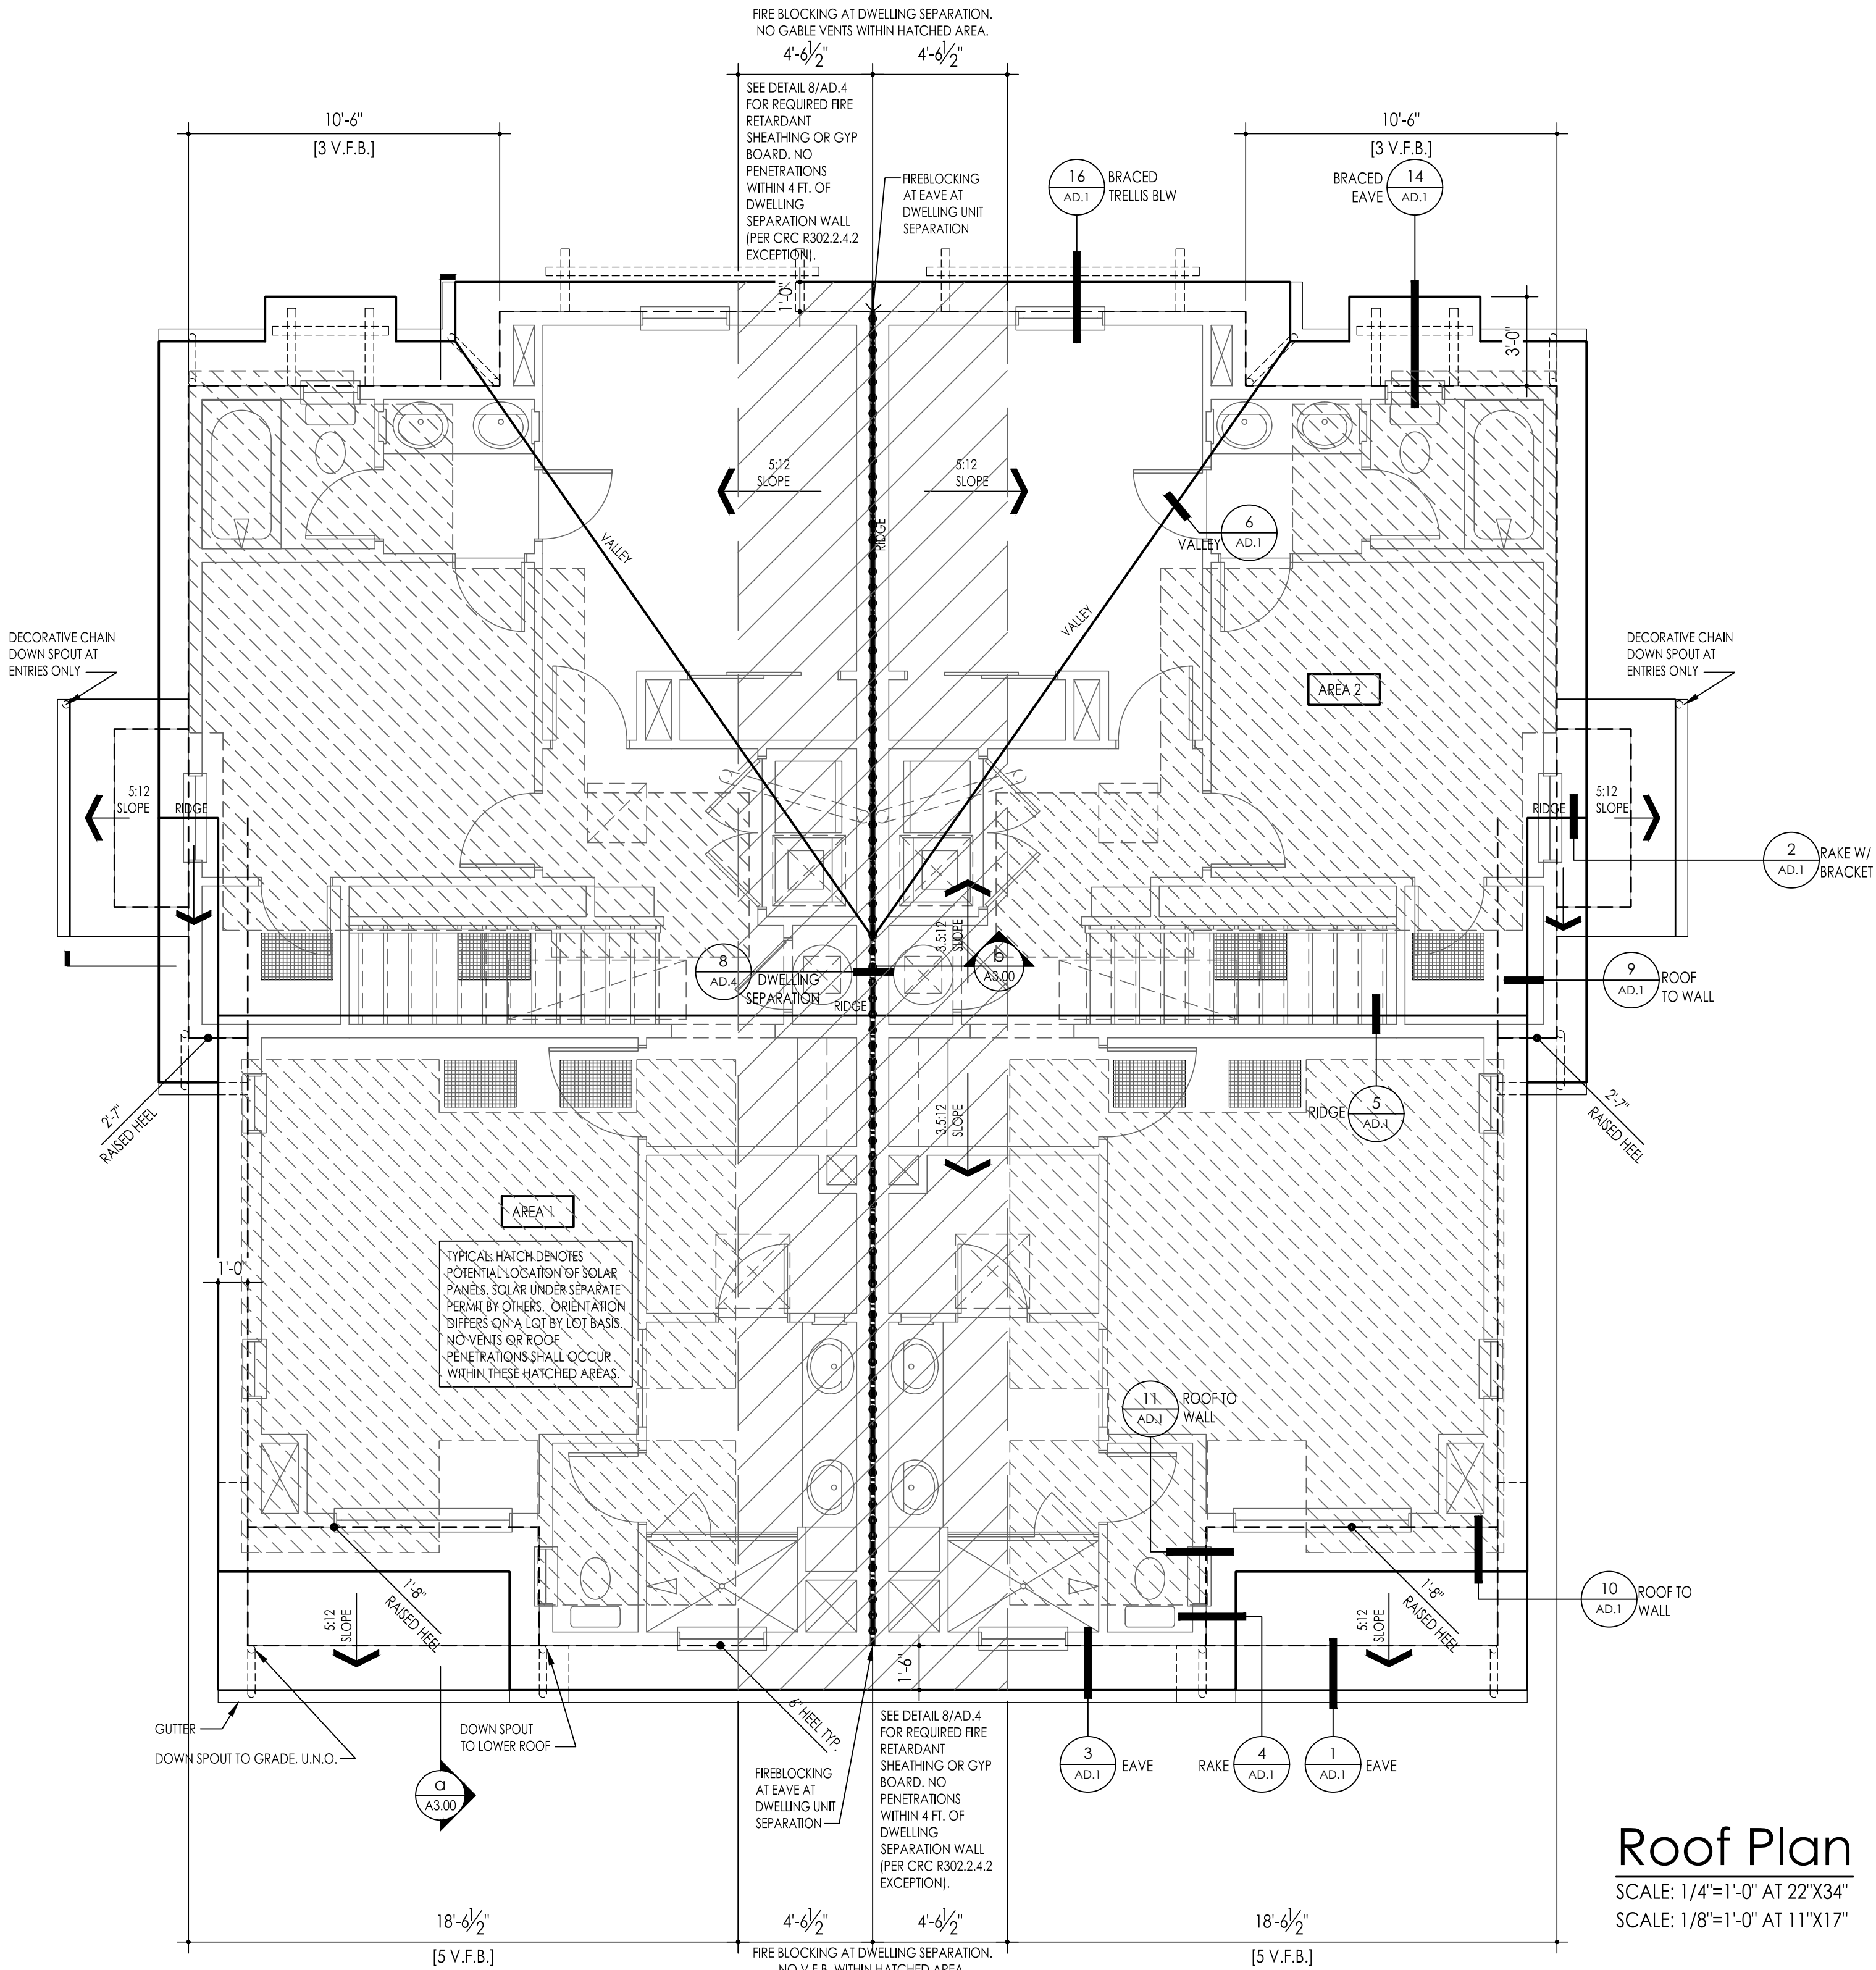 FIRE BLOCKING AT DWELLING SEPARATION.
NO GABLE VENTS WITHIN HATCHED AREA.
4'-6 1/2"
4'-6 1/2"
SEE DETAIL 8/AD.4
FOR REQUIRED FIRE
RETARDANT
SHEATHING OR GYP
BOARD. NO
PENETRATIONS
WITHIN 4 FT. OF
DWELLING
SEPARATION WALL
(PER CRC R302.2.4.2
EXCEPTION).
10'-6"
[3 V.F.B.]
10'-6"
[3 V.F.B.]
FIREBLOCKING
AT EAVE AT
DWELLING UNIT
SEPARATION
16
AD.1
BRACED
TRELLIS BLW
BRACED
EAVE
14
AD.1
1'-0"
3'-0"
5:12
SLOPE
5:12
SLOPE
RIDGE
VALLEY
VALLEY
6
AD.1
VALLEY
DECORATIVE CHAIN
DOWN SPOUT AT
ENTRIES ONLY
DECORATIVE CHAIN
DOWN SPOUT AT
ENTRIES ONLY
AREA 2
5:12
SLOPE
RIDGE
RIDGE
5:12
SLOPE
2
AD.1
RAKE W/
BRACKET
3.5:12
SLOPE
8
AD.4
DWELLING
SEPARATION
b
A3.00
9
AD.1
ROOF
TO WALL
RIDGE
2'-7"
RAISED HEEL
3.5:12
SLOPE
RIDGE
5
AD.1
2'-7"
RAISED HEEL
AREA 1
TYPICAL: HATCH DENOTES
POTENTIAL LOCATION OF SOLAR
PANELS. SOLAR UNDER SEPARATE
PERMIT BY OTHERS. ORIENTATION
DIFFERS ON A LOT BY LOT BASIS.
NO VENTS OR ROOF
PENETRATIONS SHALL OCCUR
WITHIN THESE HATCHED AREAS.
1'-0"
11
AD.1
ROOF TO
WALL
10
AD.1
ROOF TO
WALL
1'-8"
RAISED HEEL
1'-8"
RAISED HEEL
5:12
SLOPE
5:12
SLOPE
1'-6"
6" HEEL TYP.
GUTTER
DOWN SPOUT TO GRADE, U.N.O.
DOWN SPOUT
TO LOWER ROOF
a
A3.00
FIREBLOCKING
AT EAVE AT
DWELLING UNIT
SEPARATION
SEE DETAIL 8/AD.4
FOR REQUIRED FIRE
RETARDANT
SHEATHING OR GYP
BOARD. NO
PENETRATIONS
WITHIN 4 FT. OF
DWELLING
SEPARATION WALL
(PER CRC R302.2.4.2
EXCEPTION).
3
AD.1
EAVE
RAKE
4
AD.1
1
AD.1
EAVE
Roof Plan
SCALE: 1/4"=1'-0" AT 22"X34"
SCALE: 1/8"=1'-0" AT 11"X17"
18'-6 1/2"
[5 V.F.B.]
4'-6 1/2"
4'-6 1/2"
18'-6 1/2"
[5 V.F.B.]
FIRE BLOCKING AT DWELLING SEPARATION.
NO V.F.B. WITHIN HATCHED AREA.